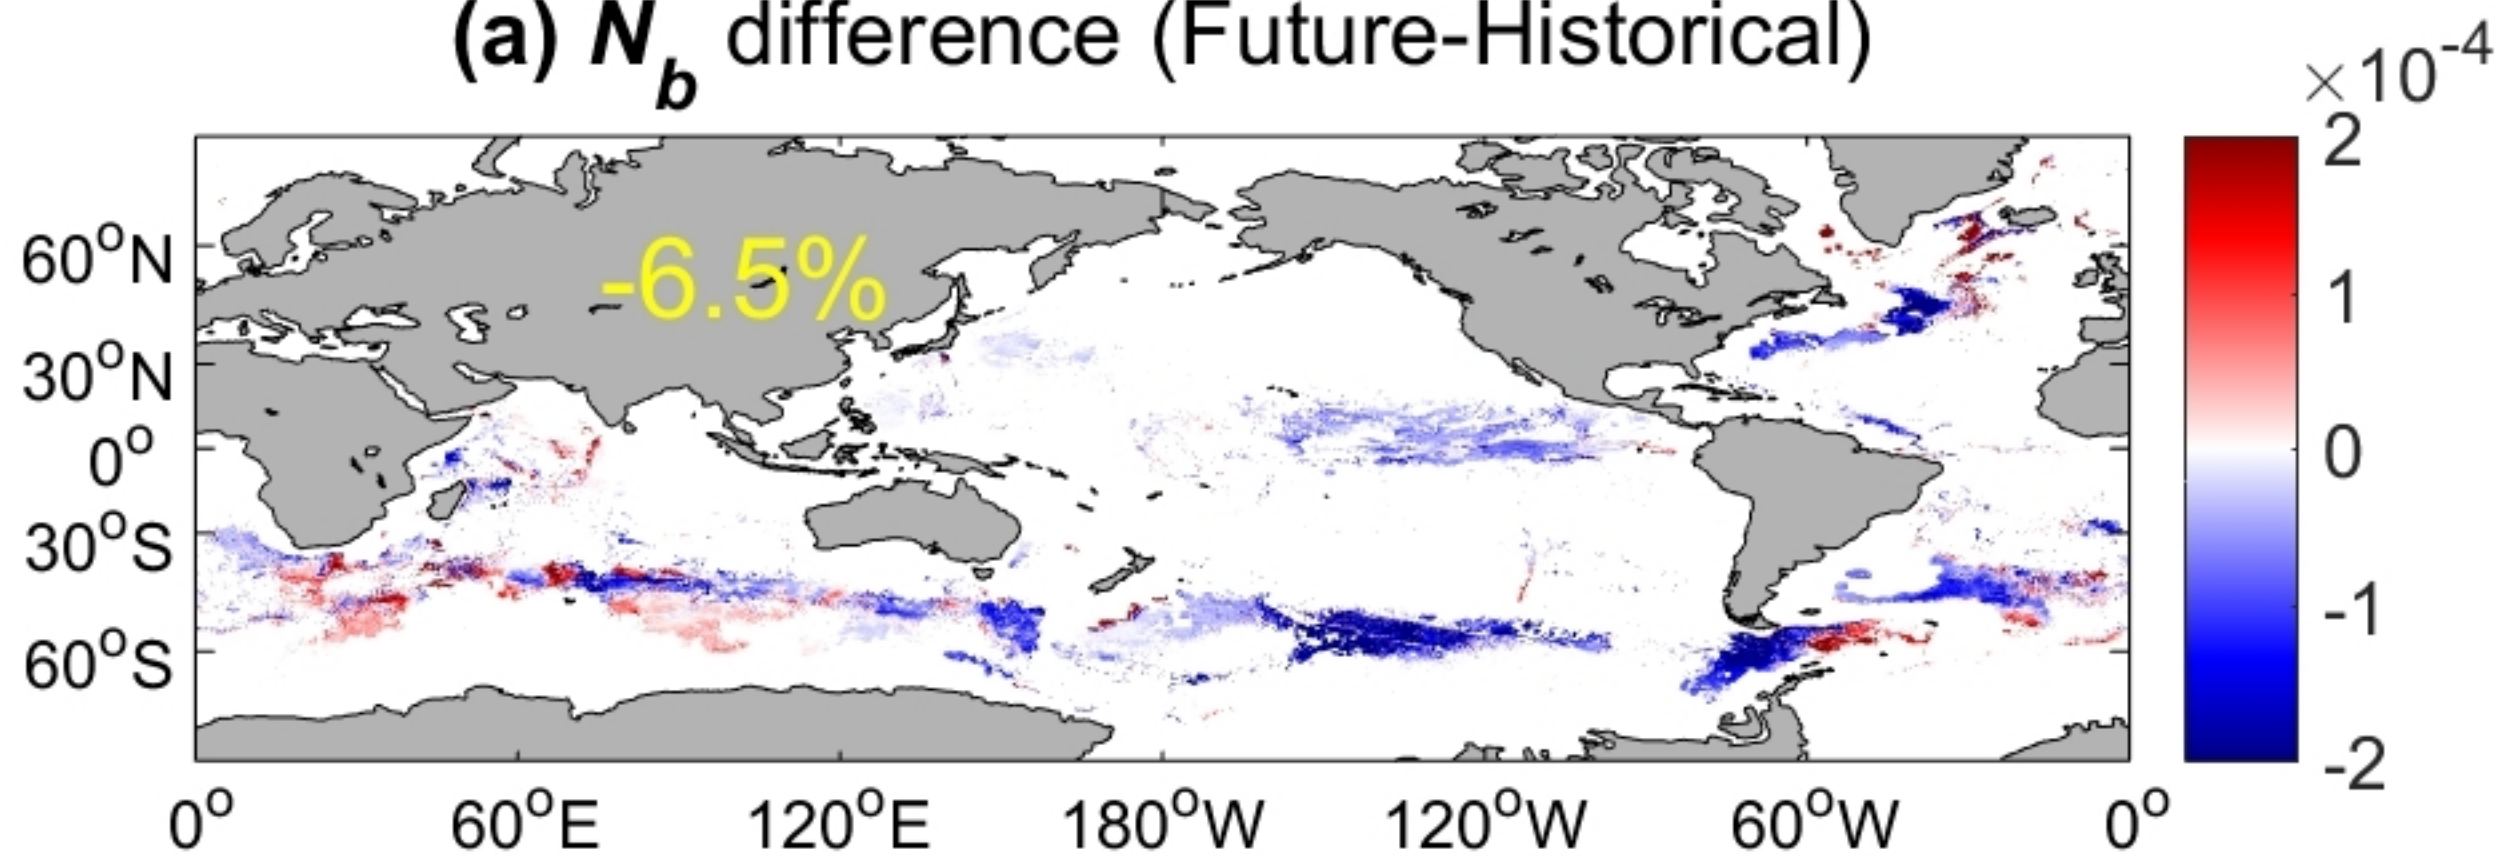 (a) N_b difference (Future-Historical)
×10^-4
2
60°N
-6.5%
1
30°N
0°
0
30°S
-1
60°S
-2
0° 60°E 120°E 180°W 120°W 60°W 0°